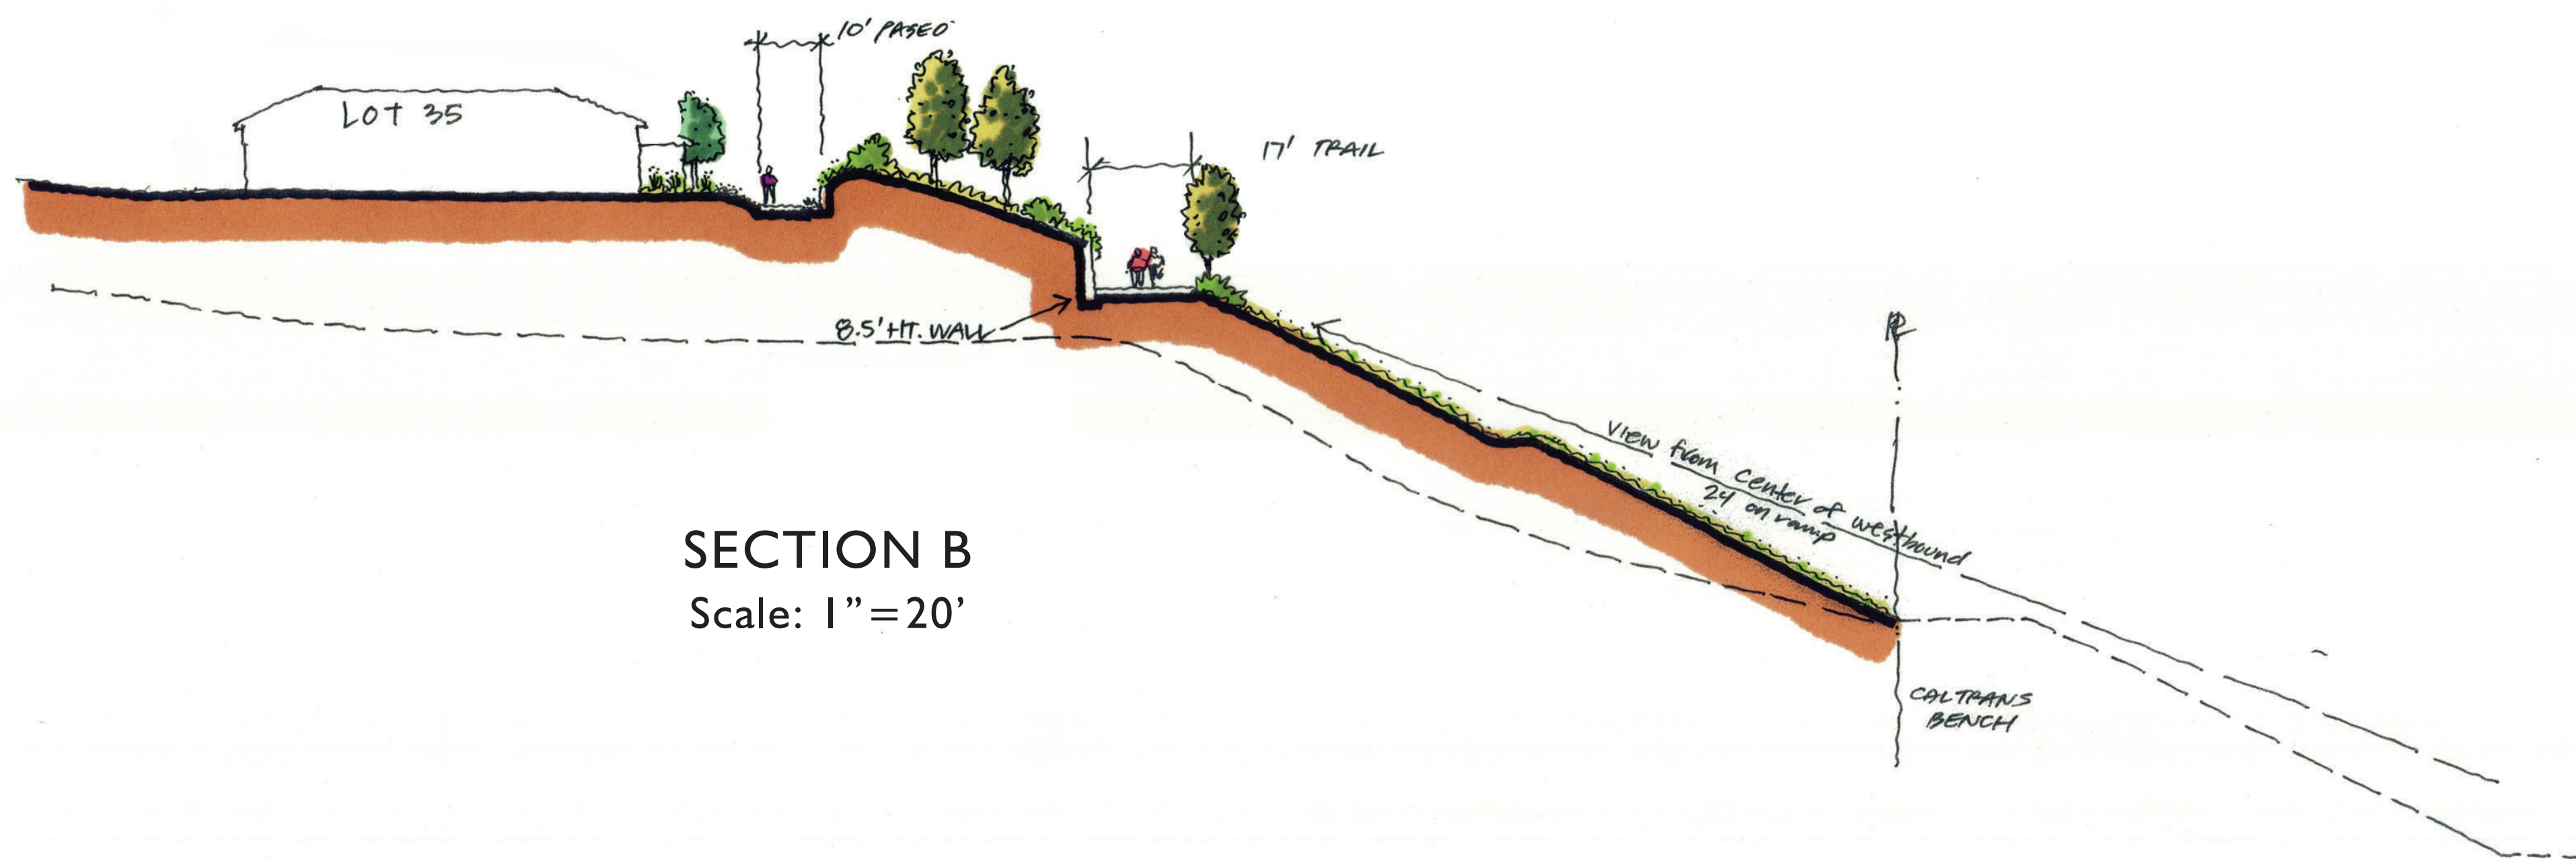 10' PASEO
LOT 35
17' TRAIL
8.5' HT. WALL
PL
view from center of westbound
24 on ramp
SECTION B
Scale: 1”=20’
CALTRANS
BENCH